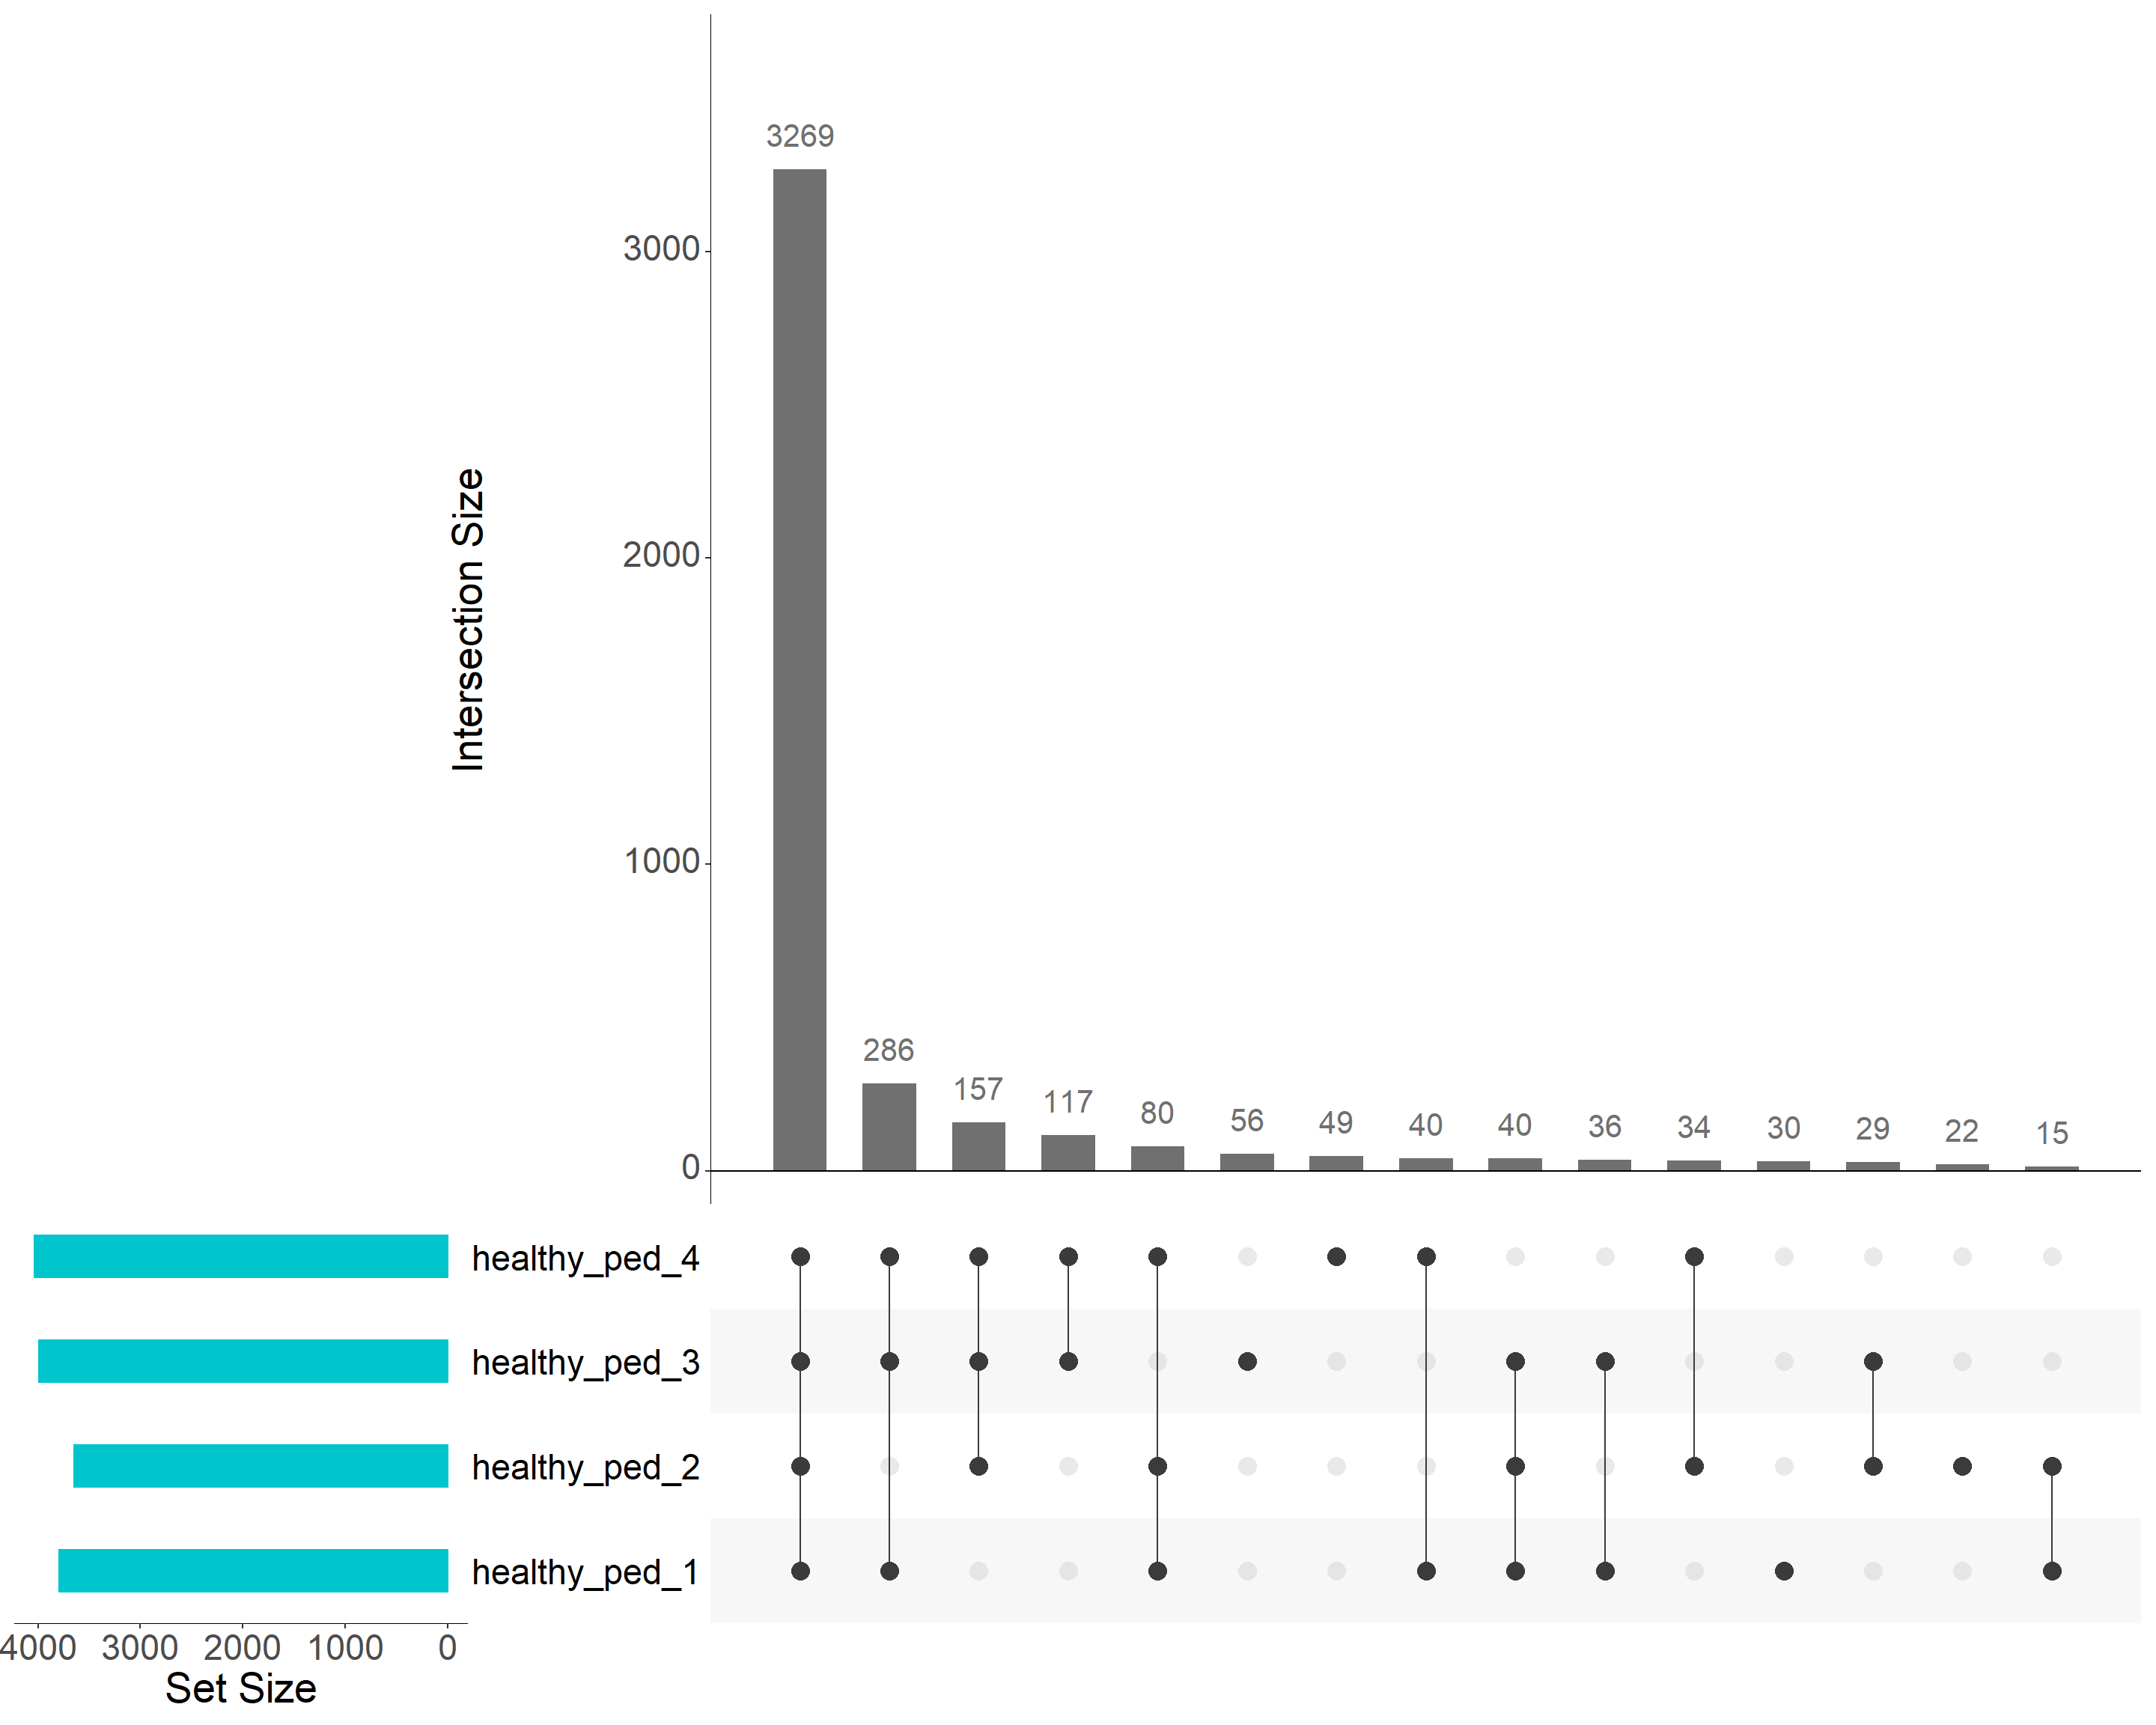 3269
3000
2000
1000
0
Intersection Size
286
157
117
80
56
49
40
40
36
34
30
29
22
15
healthy_ped_4
healthy_ped_3
healthy_ped_2
healthy_ped_1
4000 3000 2000 1000 0
Set Size